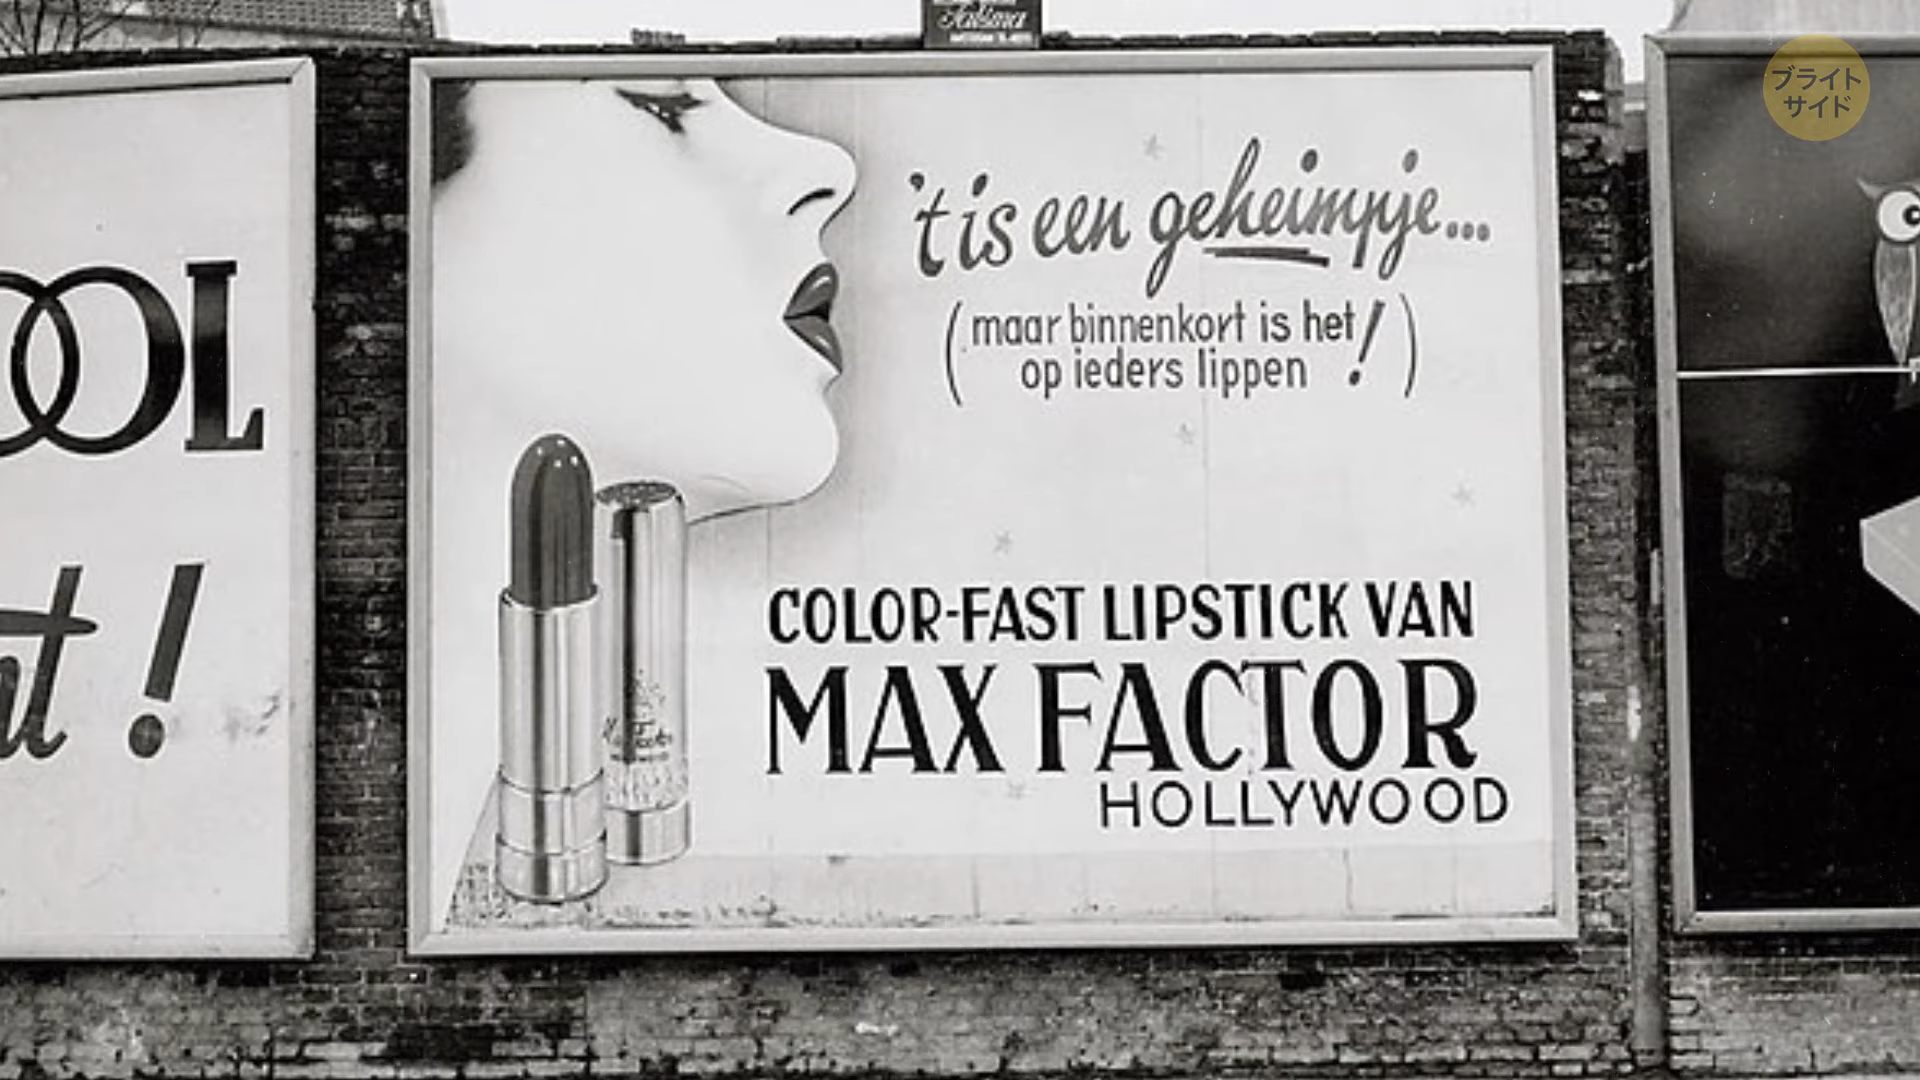 ブライト
サイド
OOL
't is een geheimpje...
(maar binnenkort is het
op ieders lippen!)
COLOR-FAST LIPSTICK VAN
MAX FACTOR
HOLLYWOOD